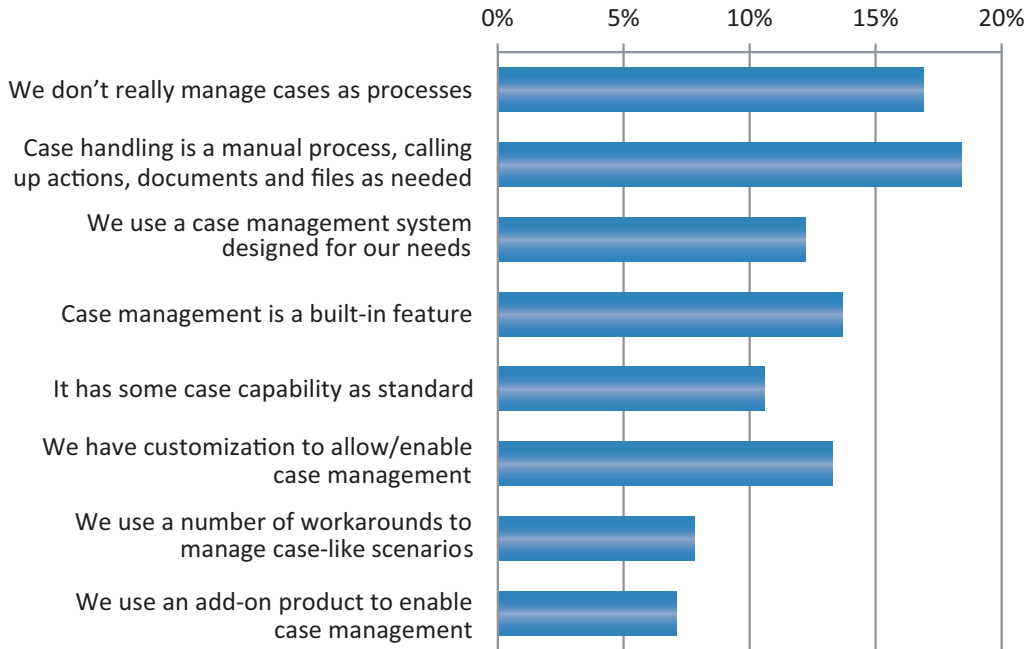 0% 5% 10% 15% 20%
We don’t really manage cases as processes
Case handling is a manual process, calling
up actions, documents and files as needed
We use a case management system
designed for our needs
Case management is a built-in feature
It has some case capability as standard
We have customization to allow/enable
case management
We use a number of workarounds to
manage case-like scenarios
We use an add-on product to enable
case management